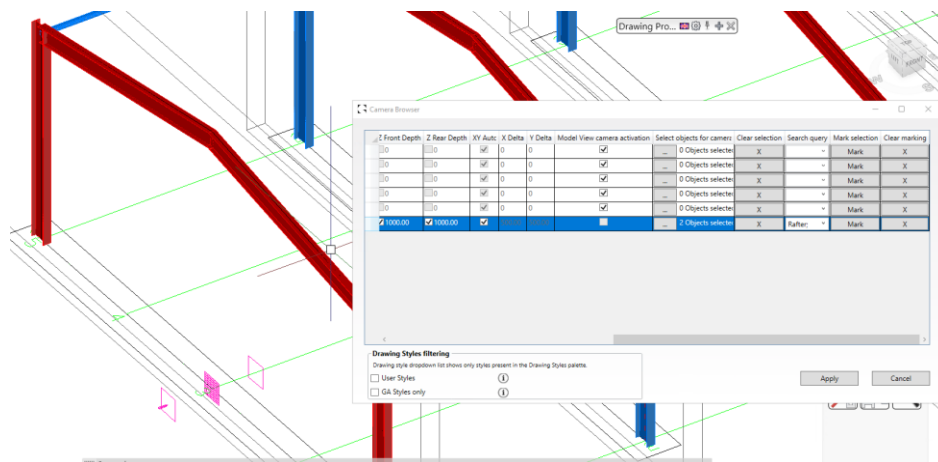 Drawing Pro...
RIGHT
Camera Browser
Z Front Depth Z Rear Depth XY Autc X Delta Y Delta Model View camera activation Select objects for camera Clear selection Search query Mark selection Clear marking
0 0 0 0 ... 0 Objects selected X Mark X
0 0 0 0 ... 0 Objects selected X Mark X
0 0 0 0 ... 0 Objects selected X Mark X
0 0 0 0 ... 0 Objects selected X Mark X
0 0 0 0 ... 0 Objects selected X Mark X
1000.00 1000.00 ... 2 Objects selected X Rafter; Mark X
Drawing Styles filtering
Drawing style dropdown list shows only styles present in the Drawing Styles palette.
User Styles
GA Styles only
Apply Cancel